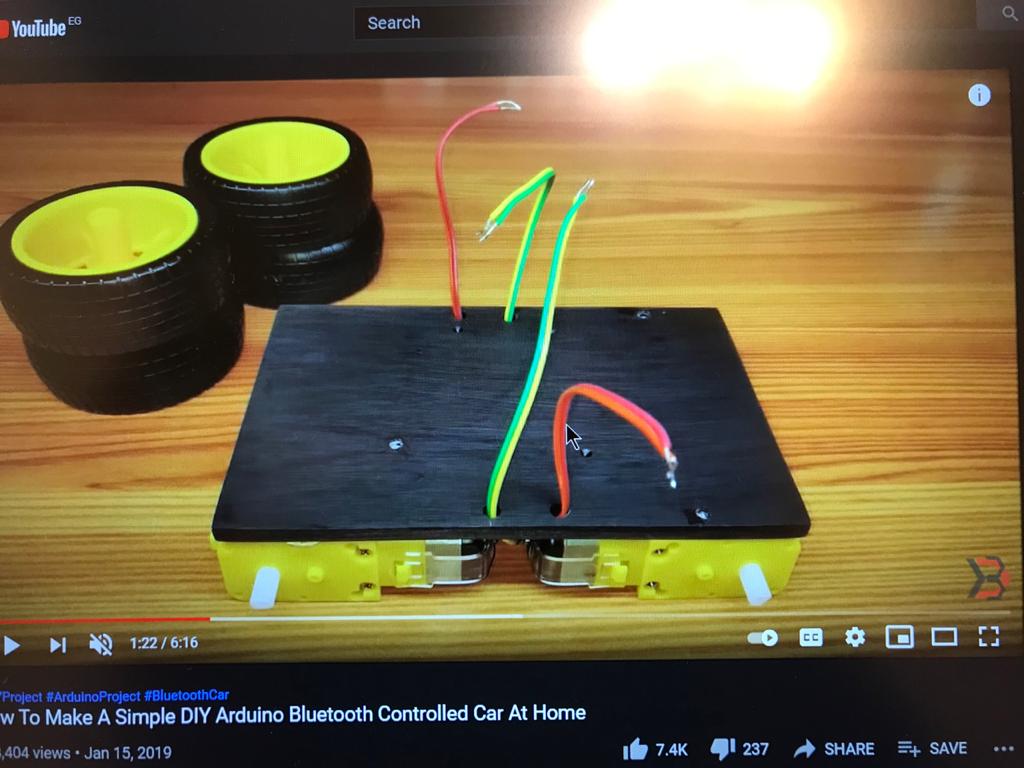 YouTube EG
Search
1:22 / 6:16
CC
Project #ArduinoProject #BluetoothCar
w To Make A Simple DIY Arduino Bluetooth Controlled Car At Home
,404 views • Jan 15, 2019
7.4K
237
SHARE
SAVE